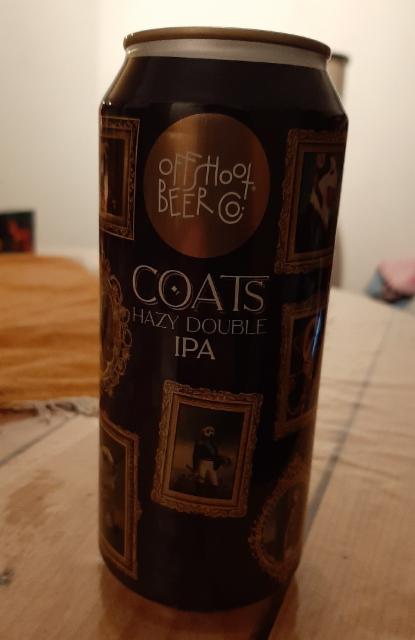 OFFSHOOT
BEER CO.
COATS
HAZY DOUBLE
IPA